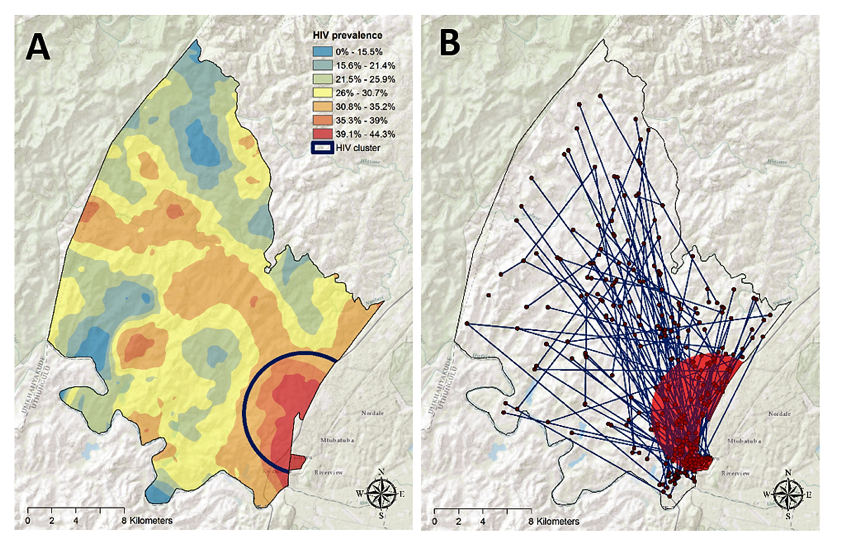 A
HIV prevalence
0% - 15.5%
15.6% - 21.4%
21.5% - 25.9%
26% - 30.7%
30.8% - 35.2%
35.3% - 39%
39.1% - 44.3%
HIV cluster
Nordale
Mtubatuba
Riverview
N
W
E
S
0 2 4 8 Kilometers
B
Nordale
Mtubatuba
Riverview
N
W
E
S
0 2 4 8 Kilometers